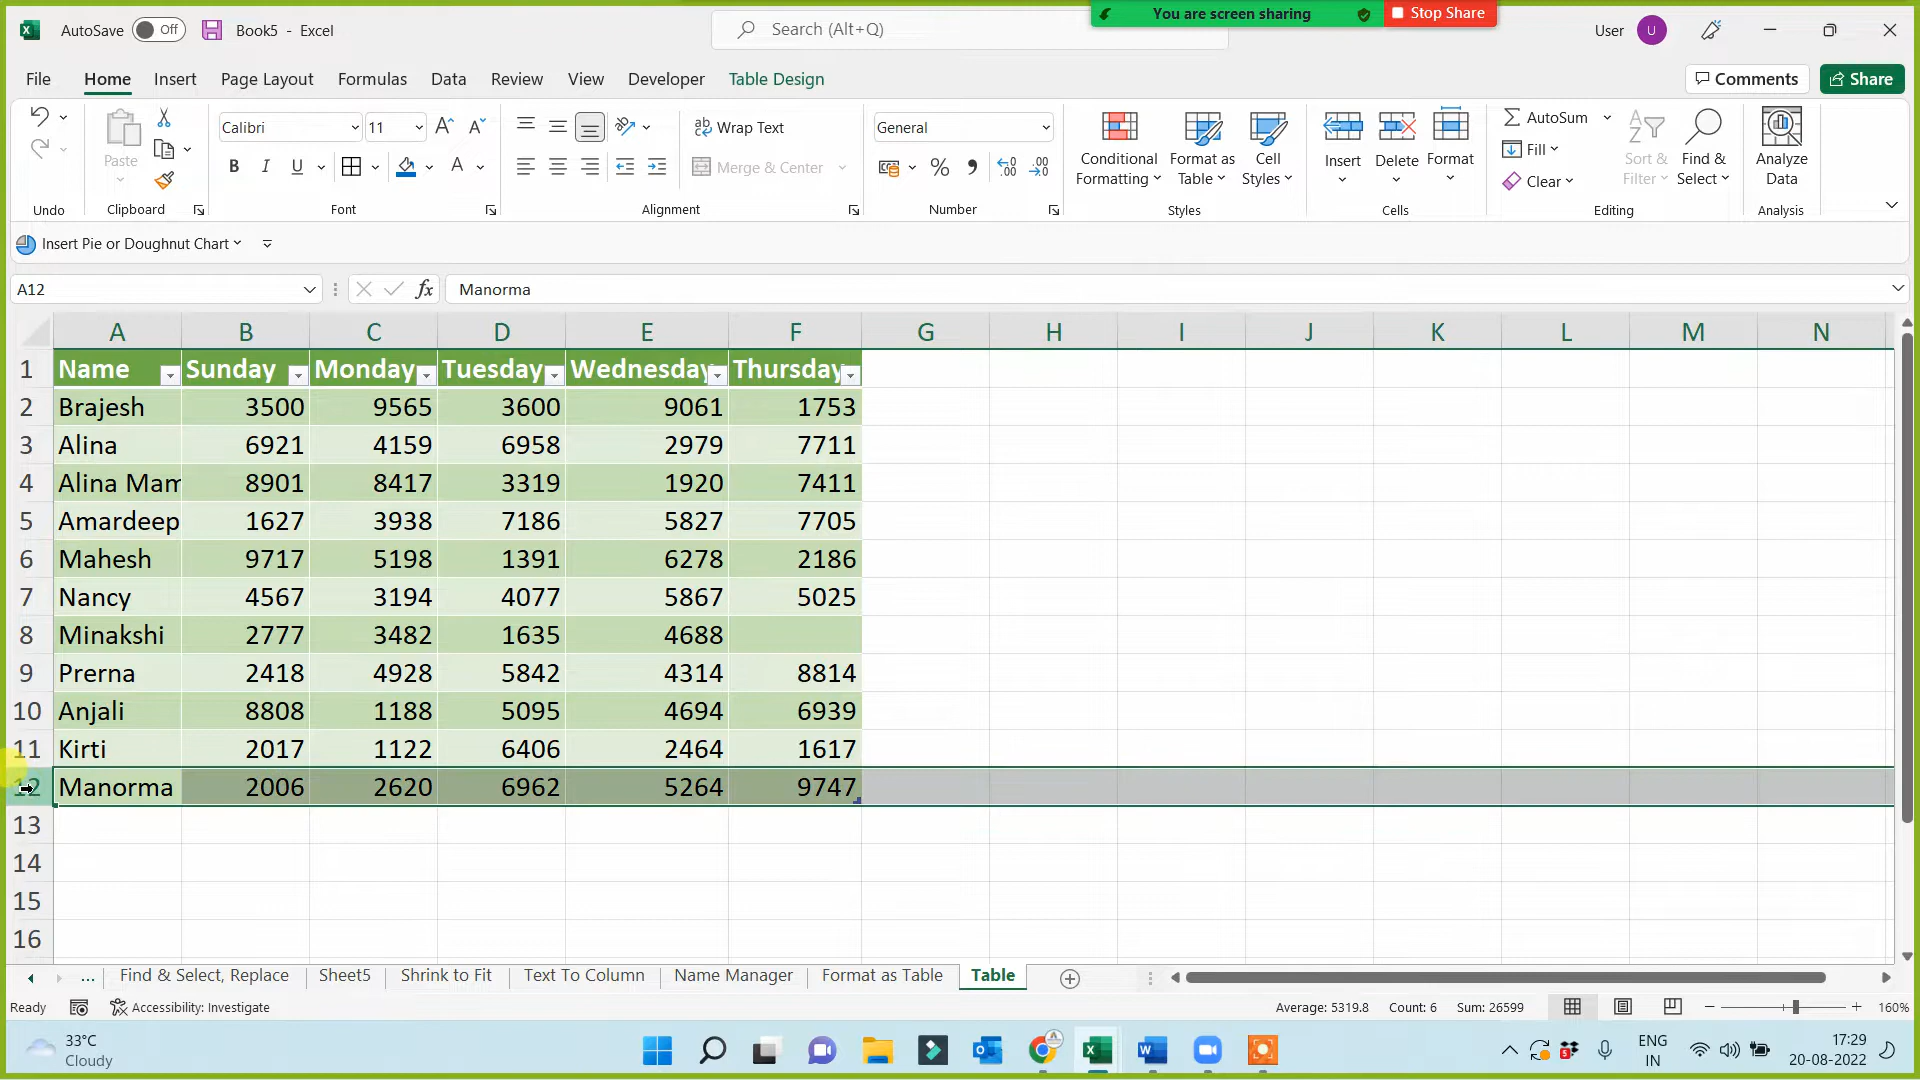 You are screen sharing Stop Share
AutoSave Off Book5 - Excel Search (Alt+Q) User U
File Home Insert Page Layout Formulas Data Review View Developer Table Design Comments Share
Calibri 11 A A ab Wrap Text General
Paste B I U A Merge & Center % , Conditional Formatting Format as Table Cell Styles Insert Delete Format AutoSum Fill Clear Sort & Filter Find & Select Analyze Data
Undo Clipboard Font Alignment Number Styles Cells Editing Analysis
Insert Pie or Doughnut Chart
A12 fx Manorma
A B C D E F G H I J K L M N
1 Name Sunday Monday Tuesday Wednesday Thursday
2 Brajesh 3500 9565 3600 9061 1753
3 Alina 6921 4159 6958 2979 7711
4 Alina Mam 8901 8417 3319 1920 7411
5 Amardeep 1627 3938 7186 5827 7705
6 Mahesh 9717 5198 1391 6278 2186
7 Nancy 4567 3194 4077 5867 5025
8 Minakshi 2777 3482 1635 4688
9 Prerna 2418 4928 5842 4314 8814
10 Anjali 8808 1188 5095 4694 6939
11 Kirti 2017 1122 6406 2464 1617
12 Manorma 2006 2620 6962 5264 9747
13
14
15
16
... Find & Select, Replace Sheet5 Shrink to Fit Text To Column Name Manager Format as Table Table
Ready Accessibility: Investigate Average: 5319.8 Count: 6 Sum: 26599 160%
33°C ENG 17:29
Cloudy IN 20-08-2022